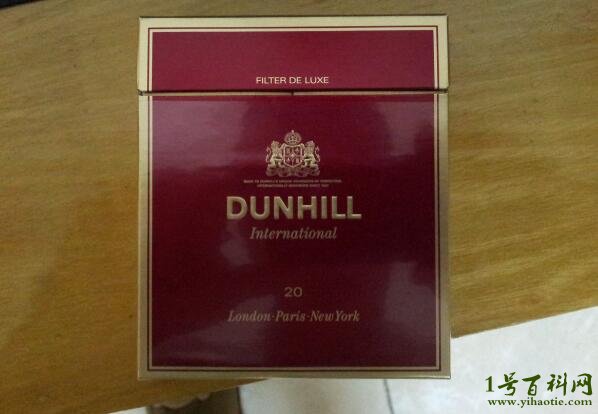 FILTER DE LUXE
DUNHILL
International
20
London-Paris-New York
1号百科网
www.yihaotie.com